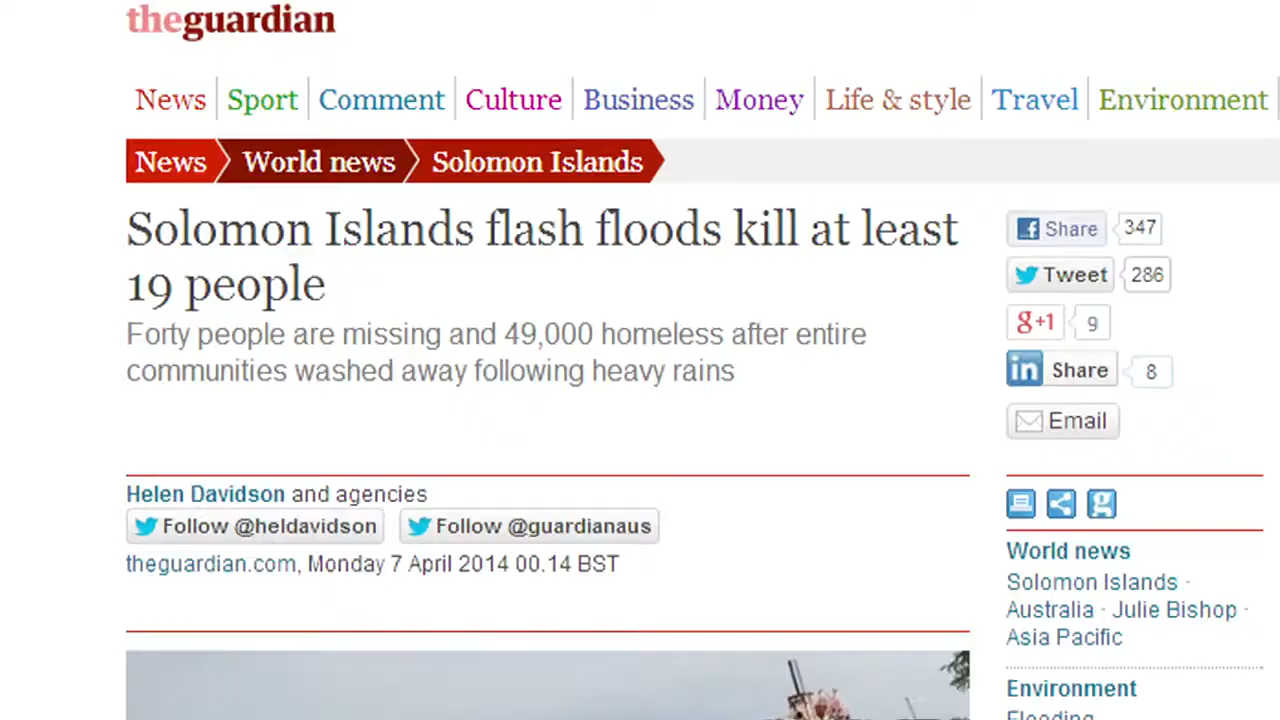 theguardian
News Sport Comment Culture Business Money Life & style Travel Environment
News World news Solomon Islands
Solomon Islands flash floods kill at least
19 people
Forty people are missing and 49,000 homeless after entire
communities washed away following heavy rains
Share 347
Tweet 286
g+1 9
in Share 8
Email
Helen Davidson and agencies
Follow @heldavidson Follow @guardianaus
theguardian.com, Monday 7 April 2014 00.14 BST
World news
Solomon Islands ·
Australia · Julie Bishop ·
Asia Pacific
Environment
Flooding